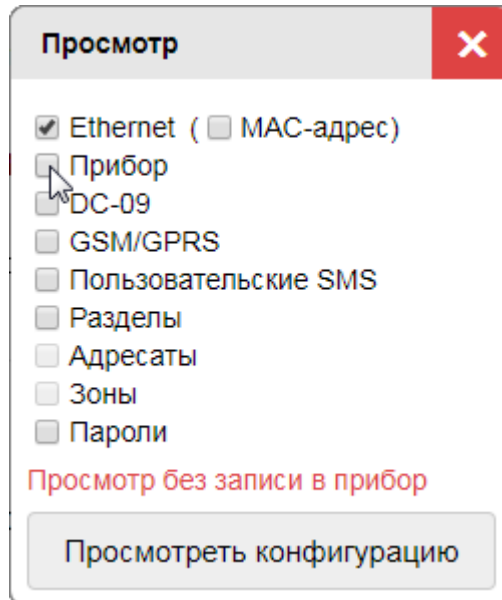 Просмотр
Ethernet ( MAC-адрес)
Прибор
DC-09
GSM/GPRS
Пользовательские SMS
Разделы
Адресаты
Зоны
Пароли
Просмотр без записи в прибор
Просмотреть конфигурацию